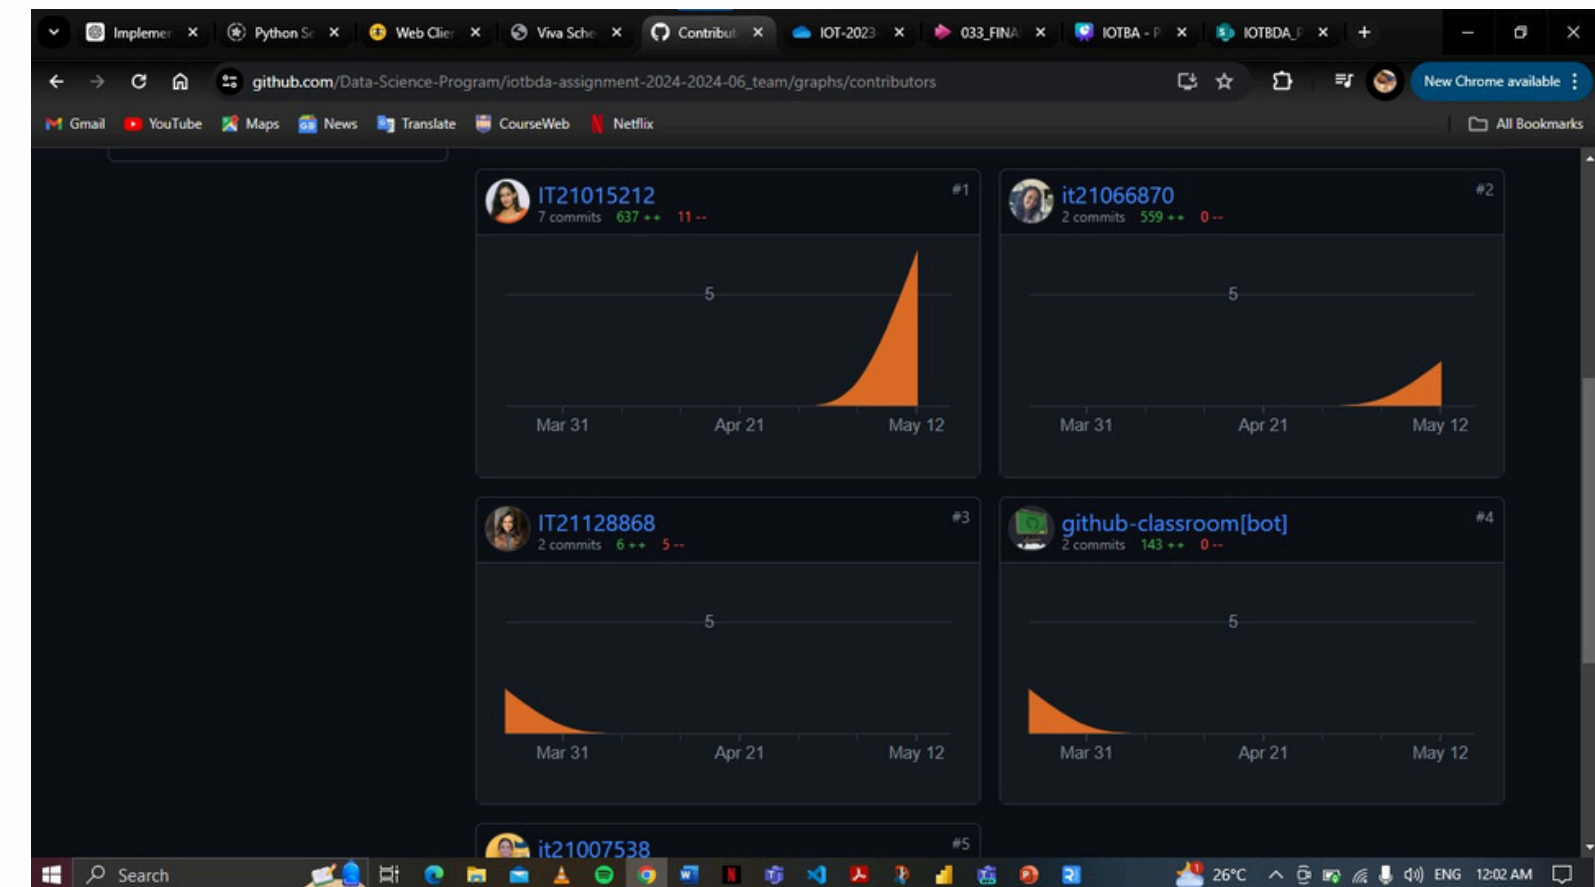 Implemen Python Se Web Clien Viva Sche Contribut IOT-2023- 033_FINA IOTBA - P IOTBDA_P
github.com/Data-Science-Program/iotbda-assignment-2024-2024-06_team/graphs/contributors New Chrome available
Gmail YouTube Maps News Translate CourseWeb Netflix All Bookmarks
IT21015212 #1
7 commits 637 ++ 11 --
5
Mar 31 Apr 21 May 12
it21066870 #2
2 commits 559 ++ 0 --
5
Mar 31 Apr 21 May 12
IT21128868 #3
2 commits 6 ++ 5 --
5
Mar 31 Apr 21 May 12
github-classroom[bot] #4
2 commits 143 ++ 0 --
5
Mar 31 Apr 21 May 12
it21007538 #5
Search 26°C ENG 12:02 AM